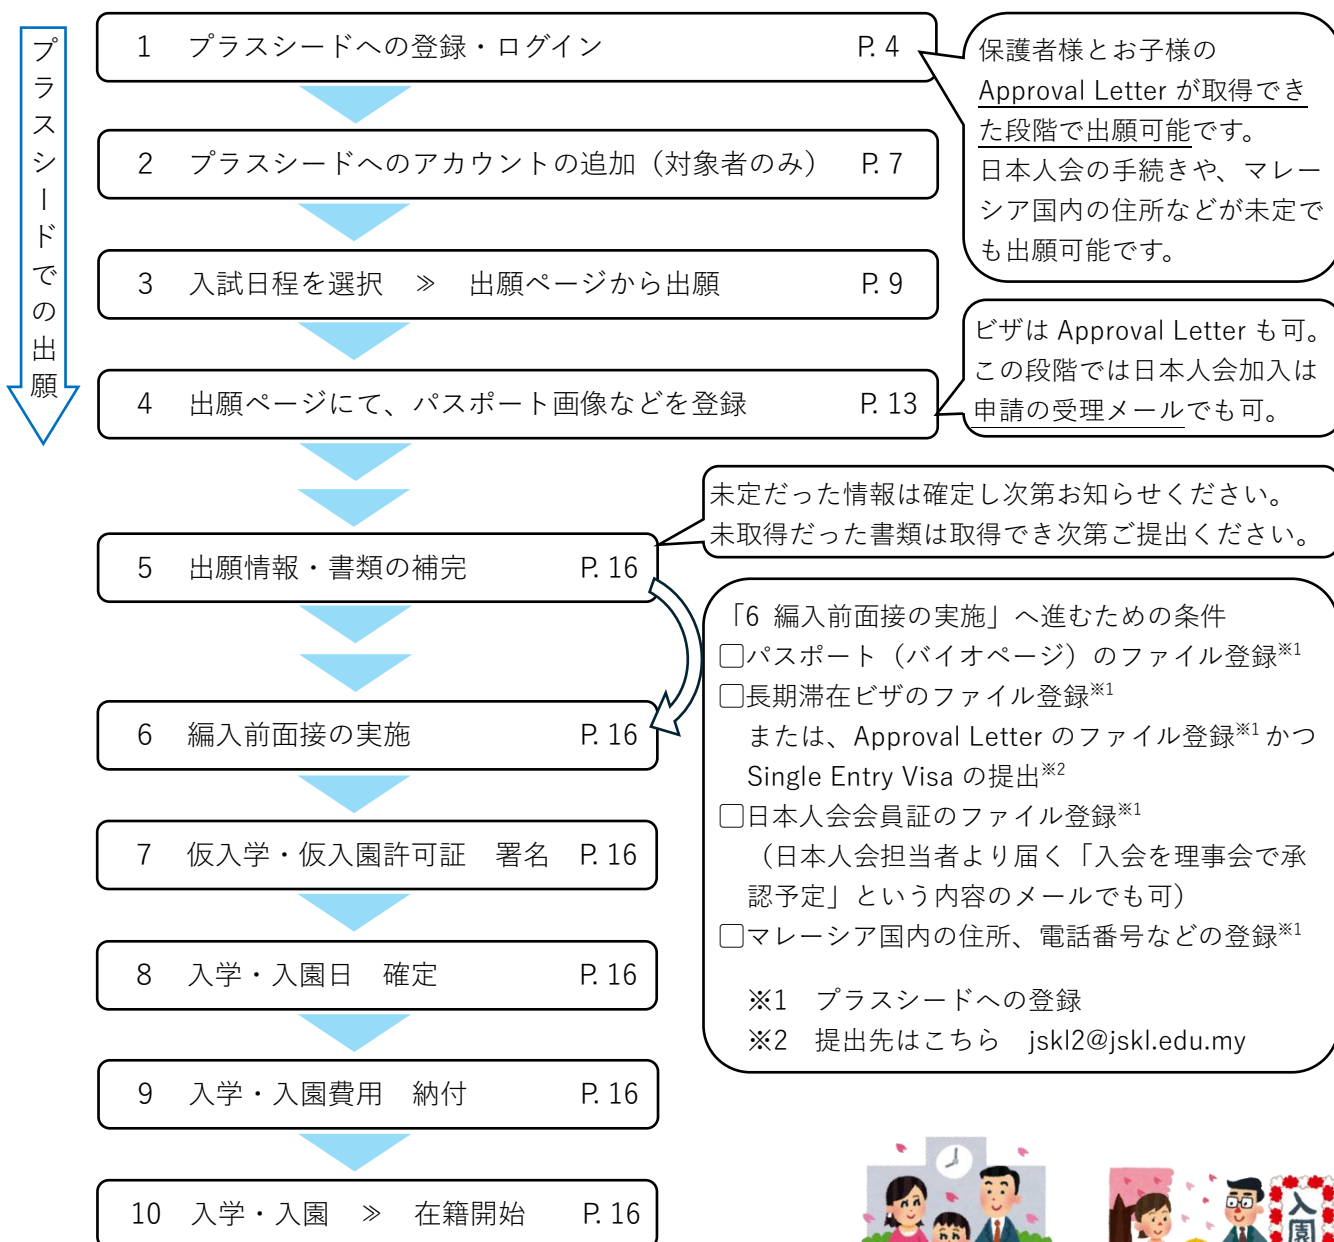 プラスシードでの出願
1 プラスシードへの登録・ログイン P. 4
保護者様とお子様の
Approval Letter が取得でき
た段階で出願可能です。
日本人会の手続きや、マレー
シア国内の住所などが未定で
も出願可能です。
2 プラスシードへのアカウントの追加（対象者のみ） P. 7
3 入試日程を選択 ≫ 出願ページから出願 P. 9
ビザは Approval Letter も可。
この段階では日本人会加入は
申請の受理メールでも可。
4 出願ページにて、パスポート画像などを登録 P. 13
未定だった情報は確定し次第お知らせください。
未取得だった書類は取得でき次第ご提出ください。
5 出願情報・書類の補完 P. 16
「6 編入前面接の実施」へ進むための条件
□パスポート（バイオページ）のファイル登録※1
□長期滞在ビザのファイル登録※1
または、Approval Letter のファイル登録※1 かつ
Single Entry Visa の提出※2
□日本人会会員証のファイル登録※1
（日本人会担当者より届く「入会を理事会で承
認予定」という内容のメールでも可）
□マレーシア国内の住所、電話番号などの登録※1
※1 プラスシードへの登録
※2 提出先はこちら jskl2@jskl.edu.my
6 編入前面接の実施 P. 16
7 仮入学・仮入園許可証 署名 P. 16
8 入学・入園日 確定 P. 16
9 入学・入園費用 納付 P. 16
10 入学・入園 ≫ 在籍開始 P. 16
入園